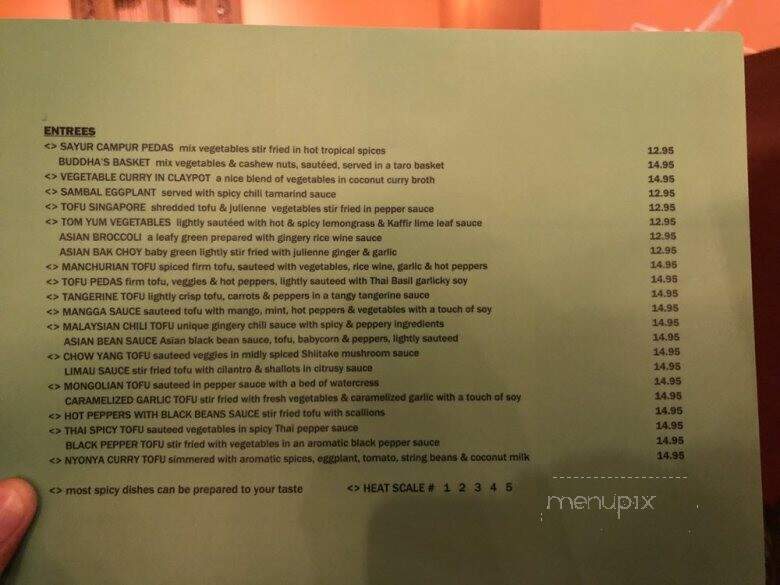 ENTREES
<> SAYUR CAMPUR PEDAS mix vegetables stir fried in hot tropical spices 12.95
BUDDHA'S BASKET mix vegetables & cashew nuts, sautéed, served in a taro basket 14.95
<> VEGETABLE CURRY IN CLAYPOT a nice blend of vegetables in coconut curry broth 14.95
<> SAMBAL EGGPLANT served with spicy chili tamarind sauce 12.95
<> TOFU SINGAPORE shredded tofu & julienne vegetables stir fried in pepper sauce 12.95
<> TOM YUM VEGETABLES lightly sautéed with hot & spicy lemongrass & Kaffir lime leaf sauce 12.95
ASIAN BROCCOLI a leafy green prepared with gingery rice wine sauce 12.95
ASIAN BAK CHOY baby green lightly stir fried with julienne ginger & garlic 12.95
<> MANCHURIAN TOFU spiced firm tofu, sauteed with vegetables, rice wine, garlic & hot peppers 14.95
<> TOFU PEDAS firm tofu, veggies & hot peppers, lightly sauteed with Thai Basil garlicky soy 14.95
<> TANGERINE TOFU lightly crisp tofu, carrots & peppers in a tangy tangerine sauce 14.95
<> MANGGA SAUCE sauteed tofu with mango, mint, hot peppers & vegetables with a touch of soy 14.95
<> MALAYSIAN CHILI TOFU unique gingery chili sauce with spicy & peppery ingredients 14.95
ASIAN BEAN SAUCE Asian black bean sauce, tofu, babycorn & peppers, lightly sauteed 14.95
<> CHOW YANG TOFU sauteed veggies in midly spiced Shiitake mushroom sauce 14.95
LIMAU SAUCE stir fried tofu with cilantro & shallots in citrusy sauce 14.95
<> MONGOLIAN TOFU sauteed in pepper sauce with a bed of watercress 14.95
CARAMELIZED GARLIC TOFU stir fried with fresh vegetables & caramelized garlic with a touch of soy 14.95
<> HOT PEPPERS WITH BLACK BEANS SAUCE stir fried tofu with scallions 14.95
<> THAI SPICY TOFU sauteed vegetables in spicy Thai pepper sauce 14.95
BLACK PEPPER TOFU stir fried with vegetables in an aromatic black pepper sauce 14.95
<> NYONYA CURRY TOFU simmered with aromatic spices, eggplant, tomato, string beans & coconut milk 14.95
<> most spicy dishes can be prepared to your taste <> HEAT SCALE # 1 2 3 4 5
menupix